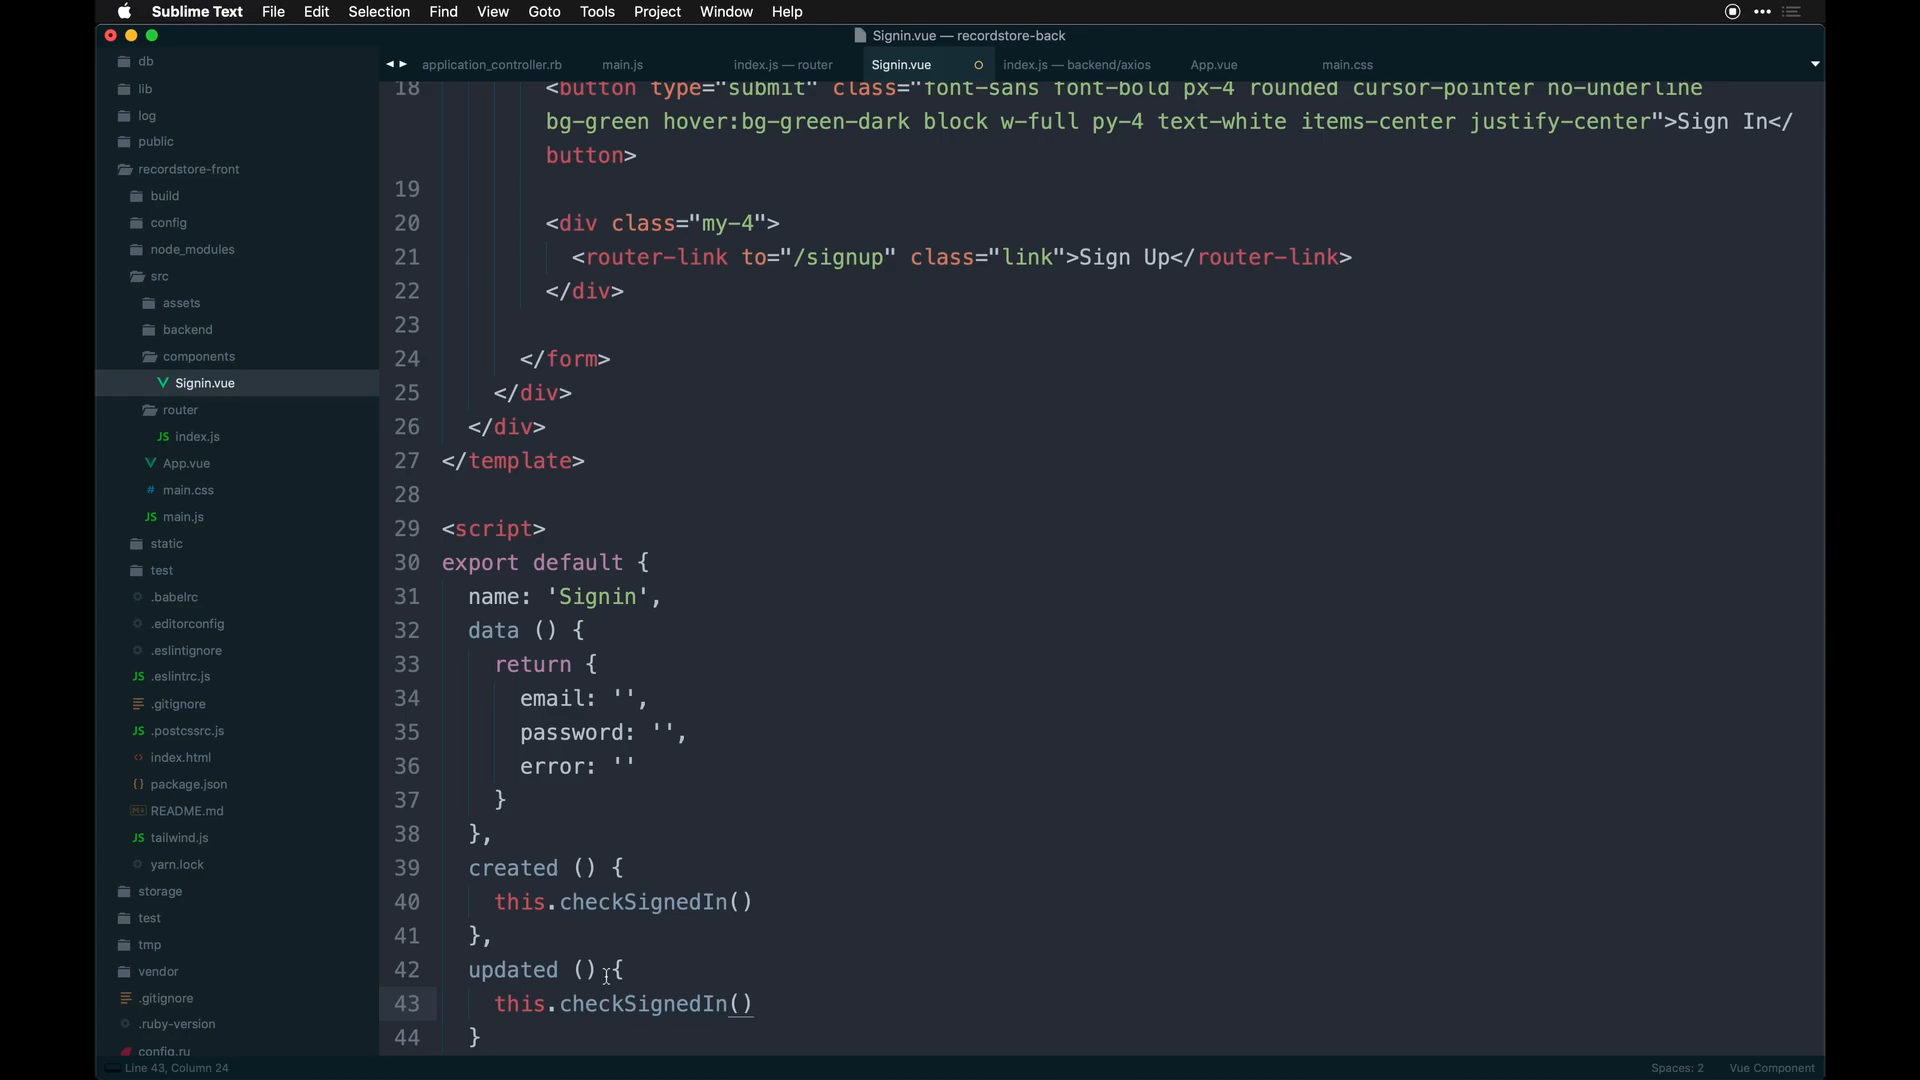 Sublime Text File Edit Selection Find View Goto Tools Project Window Help
Signin.vue — recordstore-back
application_controller.rb main.js index.js — router Signin.vue index.js — backend/axios App.vue main.css
db
lib
log
public
recordstore-front
build
config
node_modules
src
assets
backend
components
Signin.vue
router
JS index.js
App.vue
# main.css
JS main.js
static
test
.babelrc
.editorconfig
.eslintignore
JS .eslintrc.js
.gitignore
JS .postcssrc.js
<> index.html
{} package.json
README.md
JS tailwind.js
yarn.lock
storage
test
tmp
vendor
.gitignore
.ruby-version
config.ru
18 <button type="submit" class="font-sans font-bold px-4 rounded cursor-pointer no-underline
bg-green hover:bg-green-dark block w-full py-4 text-white items-center justify-center">Sign In</
button>
19
20 <div class="my-4">
21 <router-link to="/signup" class="link">Sign Up</router-link>
22 </div>
23
24 </form>
25 </div>
26 </div>
27 </template>
28
29 <script>
30 export default {
31 name: 'Signin',
32 data () {
33 return {
34 email: '',
35 password: '',
36 error: ''
37 }
38 },
39 created () {
40 this.checkSignedIn()
41 },
42 updated () {
43 this.checkSignedIn()
44 }
Line 43, Column 24 Spaces: 2 Vue Component